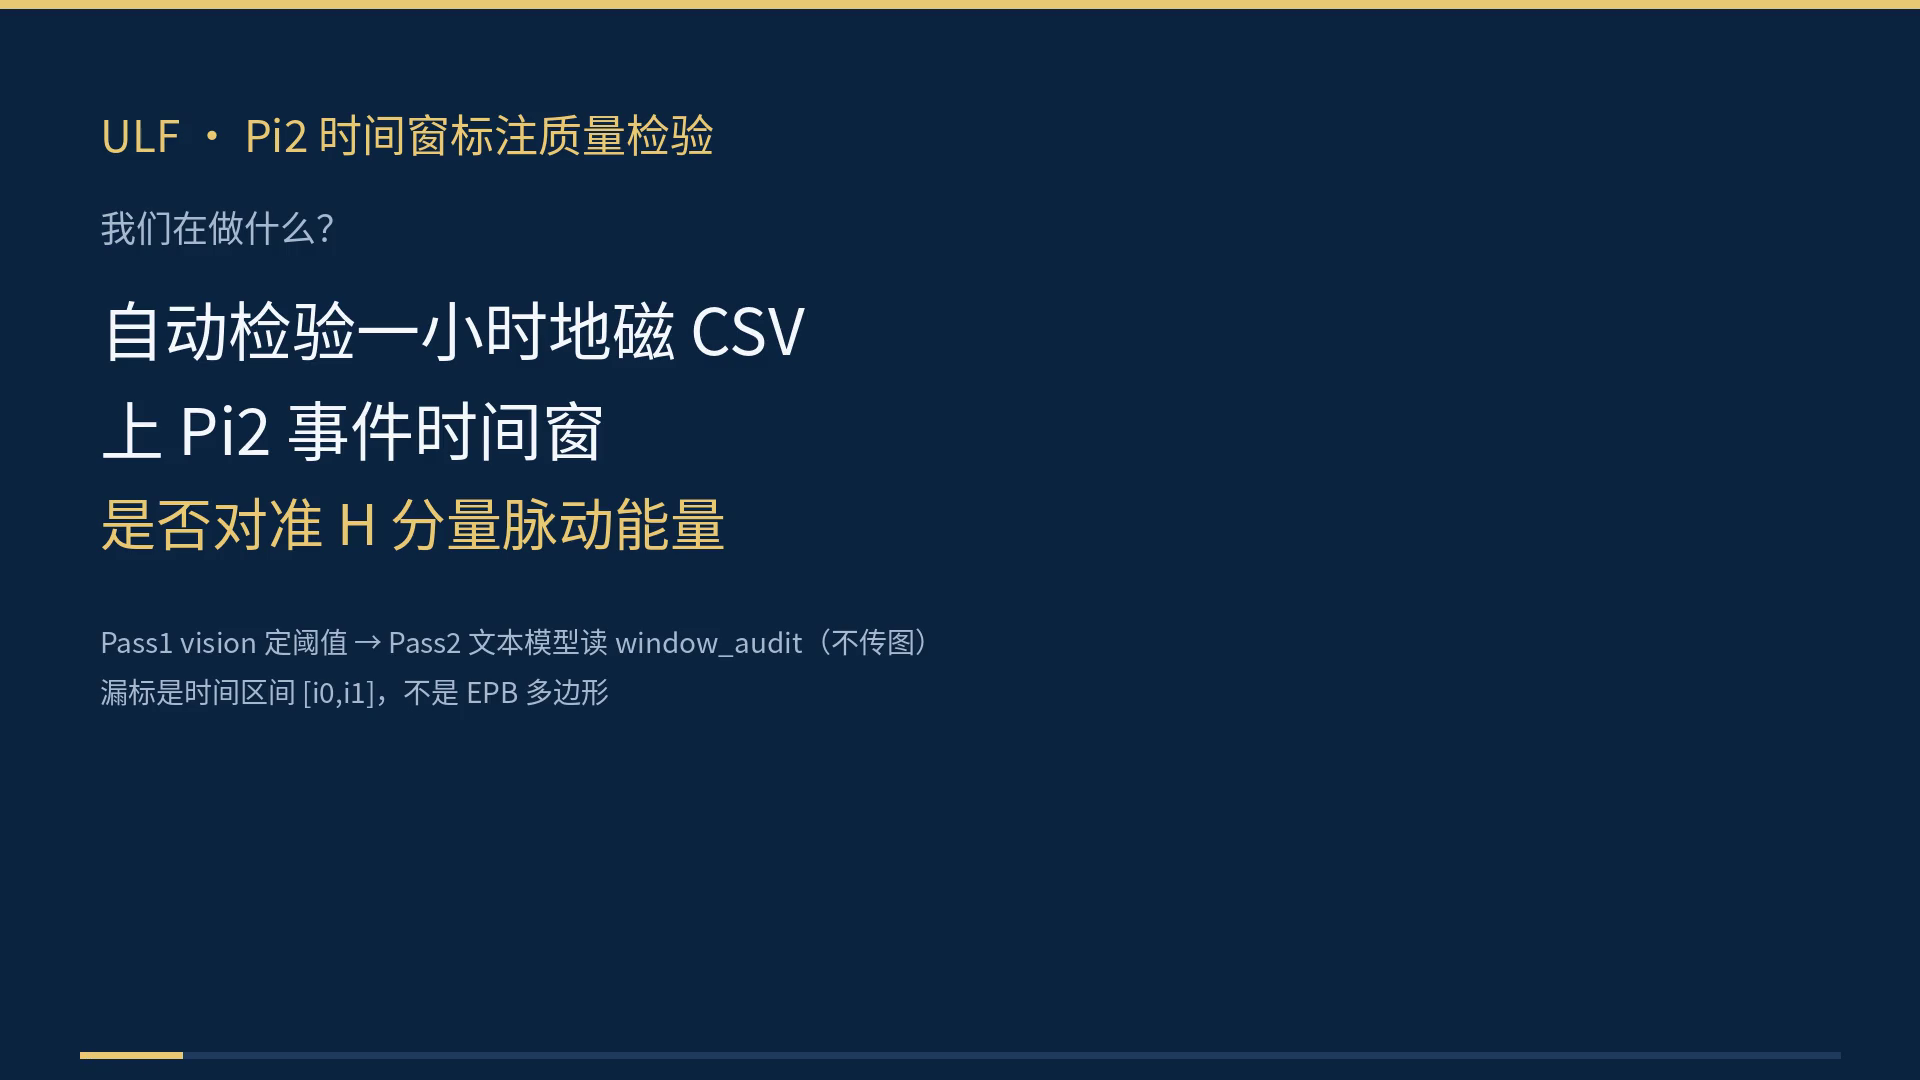 ULF · Pi2 时间窗标注质量检验
我们在做什么？
自动检验一小时地磁 CSV
上 Pi2 事件时间窗
是否对准 H 分量脉动能量
Pass1 vision 定阈值 → Pass2 文本模型读 window_audit（不传图）
漏标是时间区间 [i0,i1]，不是 EPB 多边形